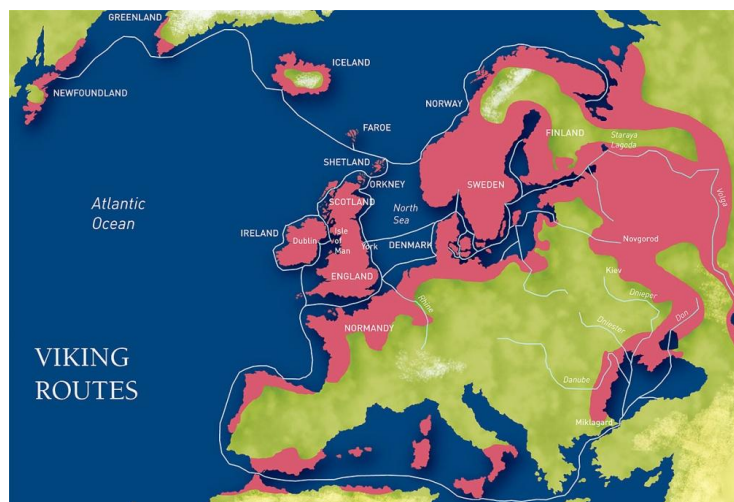 GREENLAND
ICELAND
NEWFOUNDLAND
NORWAY
FAROE
FINLAND
Staraya
Lagoda
SHETLAND
ORKNEY
SWEDEN
SCOTLAND
Volga
Atlantic
Ocean
North
Sea
IRELAND
Dublin
Isle
of
Man
York
DENMARK
Novgorod
ENGLAND
Kiev
Rhine
Dnieper
NORMANDY
Dniester
Don
VIKING
ROUTES
Danube
Miklagard